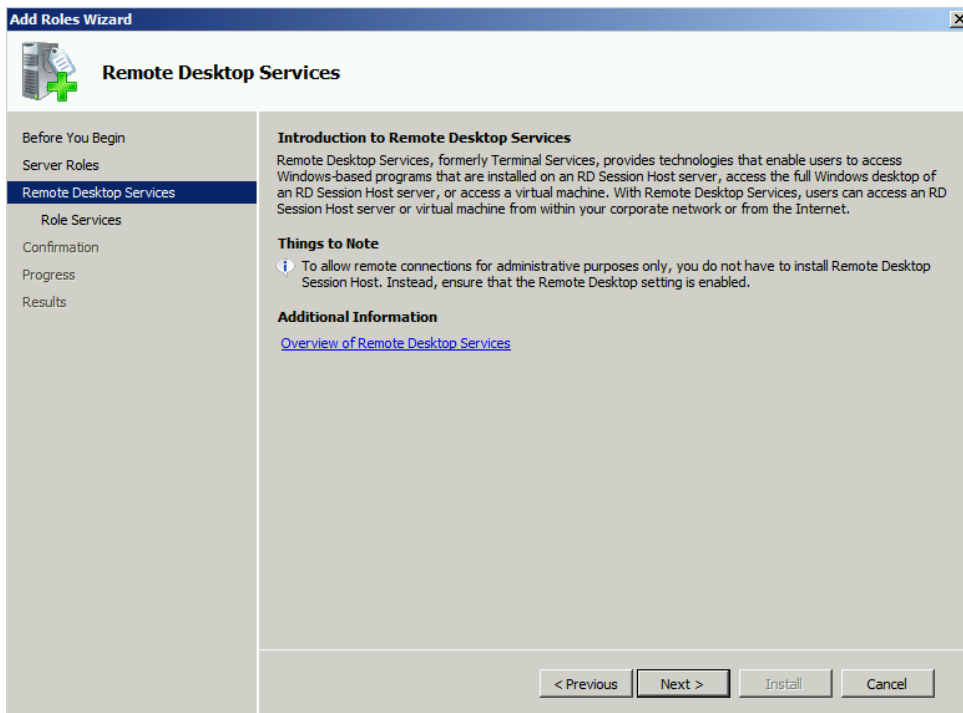 Add Roles Wizard
Remote Desktop Services
Before You Begin
Server Roles
Remote Desktop Services
Role Services
Confirmation
Progress
Results
Introduction to Remote Desktop Services
Remote Desktop Services, formerly Terminal Services, provides technologies that enable users to access
Windows-based programs that are installed on an RD Session Host server, access the full Windows desktop of
an RD Session Host server, or access a virtual machine. With Remote Desktop Services, users can access an RD
Session Host server or virtual machine from within your corporate network or from the Internet.
Things to Note
To allow remote connections for administrative purposes only, you do not have to install Remote Desktop
Session Host. Instead, ensure that the Remote Desktop setting is enabled.
Additional Information
Overview of Remote Desktop Services
< Previous
Next >
Install
Cancel